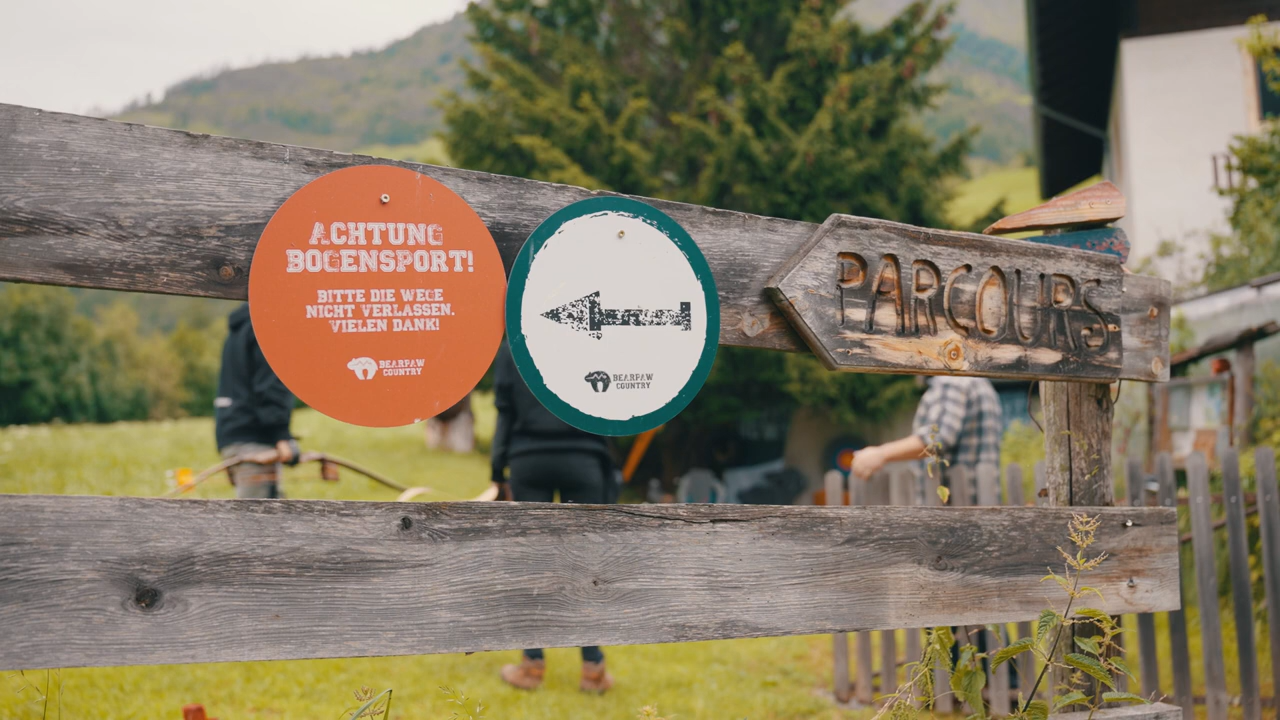 ACHTUNG
BOGENSPORT!
BITTE DIE WEGE
NICHT VERLASSEN.
VIELEN DANK!
BEARPAW
COUNTRY
BEARPAW
COUNTRY
PARCOURS